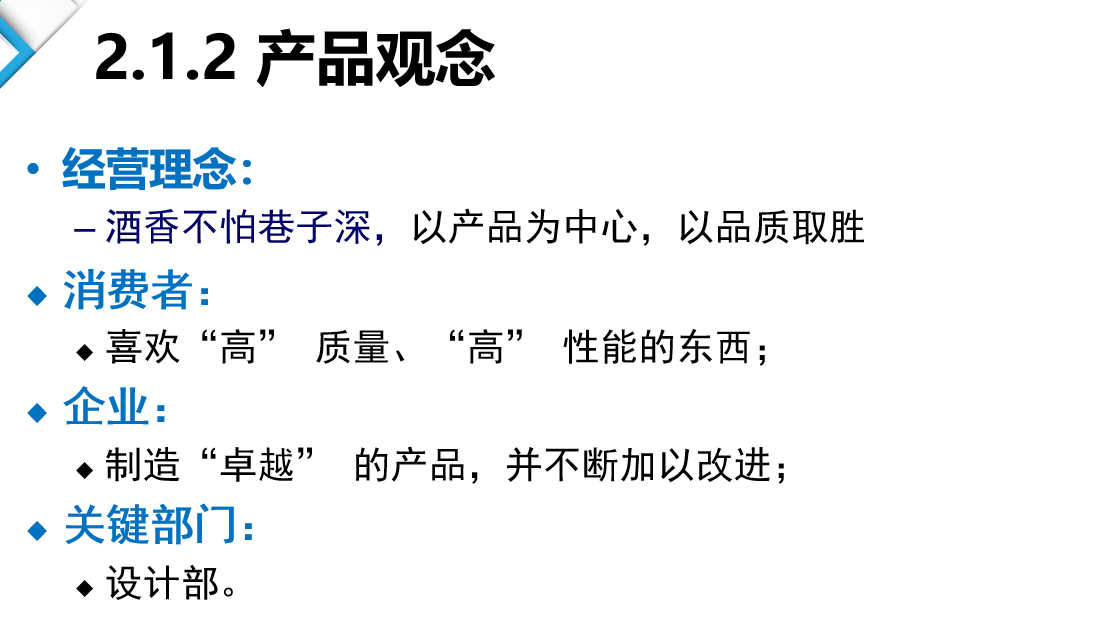 2.1.2 产品观念
• 经营理念：
– 酒香不怕巷子深，以产品为中心，以品质取胜
◆ 消费者：
◆ 喜欢“高” 质量、“高” 性能的东西；
◆ 企业：
◆ 制造“卓越” 的产品，并不断加以改进；
◆ 关键部门：
◆ 设计部。